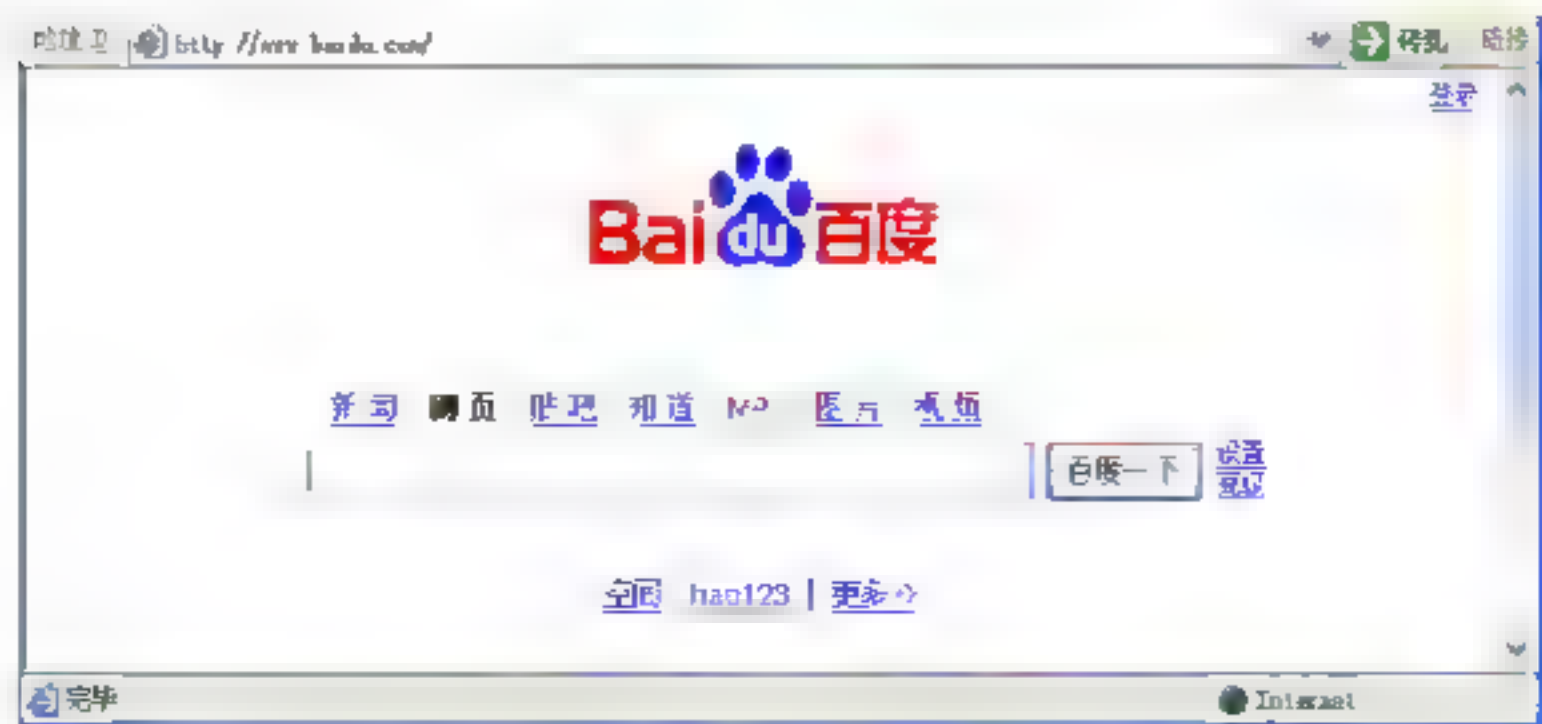 地址 http://www.baidu.com/ 转到 链接
登录
Baidu百度
新闻 网页 贴吧 知道 MP3 图片 视频
百度一下 设置
空间 hao123 | 更多>>
完毕 Internet